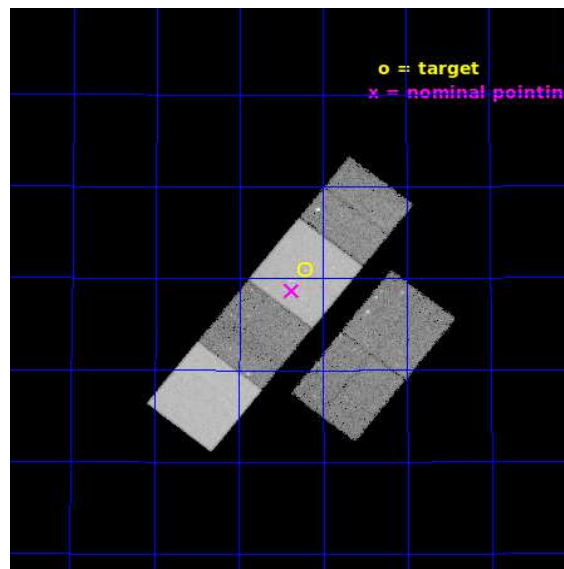 o = target
x = nominal pointin